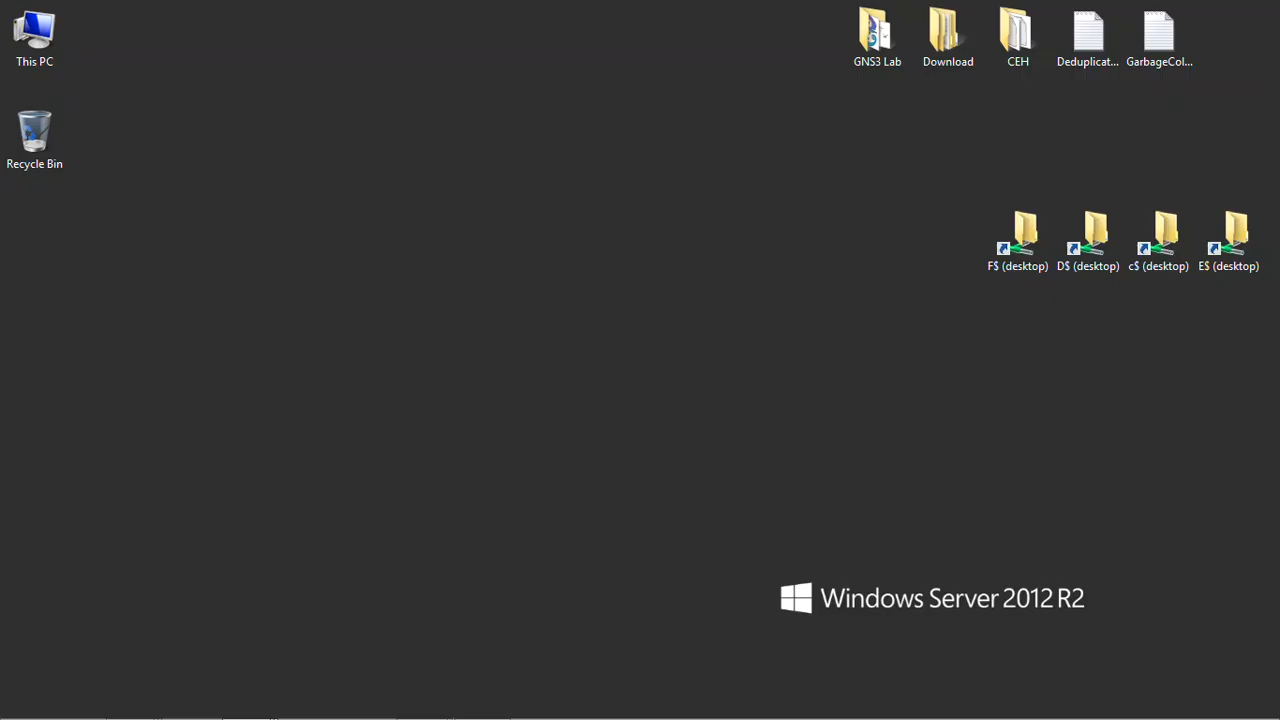 This PC
GNS3 Lab
Download
CEH
Deduplicat...
GarbageCol...
Recycle Bin
F$ (desktop)
D$ (desktop)
c$ (desktop)
E$ (desktop)
Windows Server 2012 R2